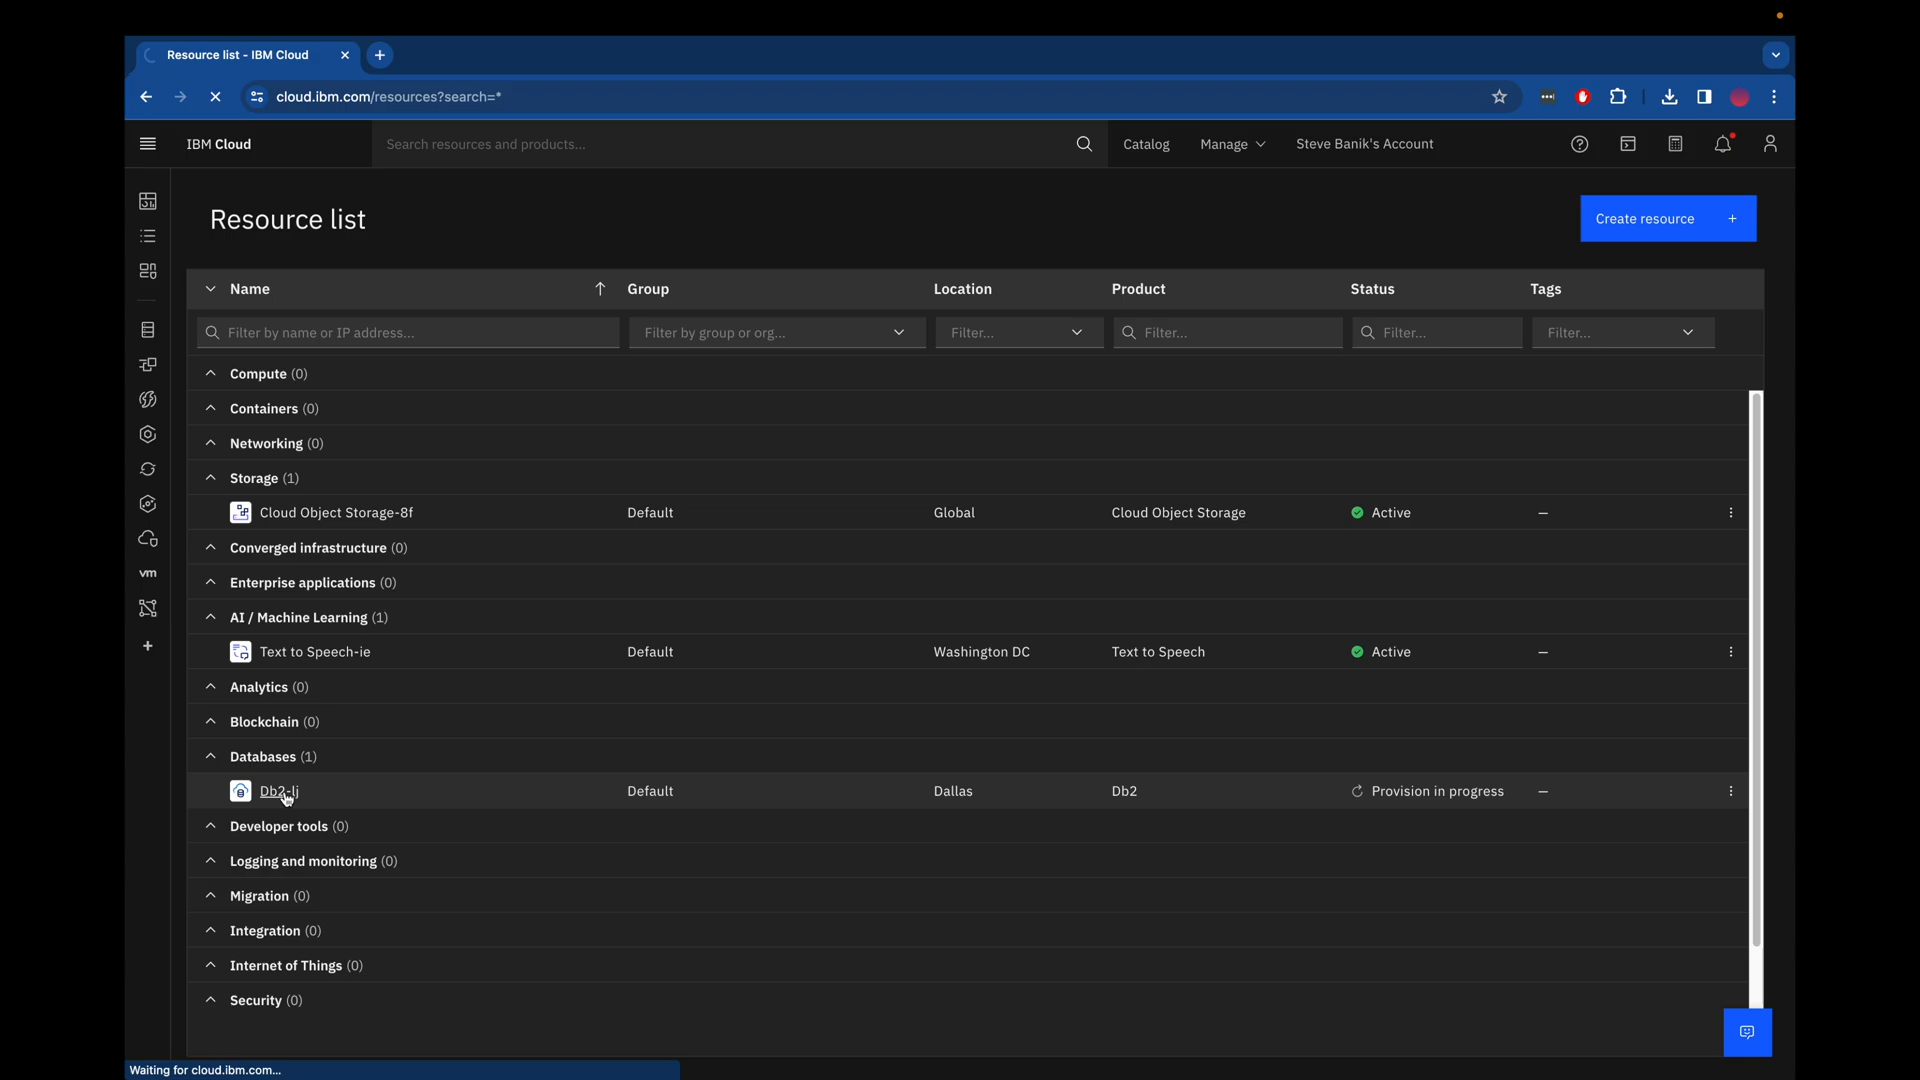 Resource list - IBM Cloud
cloud.ibm.com/resources?search=*
IBM Cloud
Search resources and products...
Catalog
Manage
Steve Banik's Account
Resource list
Create resource +
Name
Group
Location
Product
Status
Tags
Filter by name or IP address...
Filter by group or org...
Filter...
Filter...
Filter...
Filter...
Compute (0)
Containers (0)
Networking (0)
Storage (1)
Cloud Object Storage-8f Default Global Cloud Object Storage Active –
Converged infrastructure (0)
Enterprise applications (0)
AI / Machine Learning (1)
Text to Speech-ie Default Washington DC Text to Speech Active –
Analytics (0)
Blockchain (0)
Databases (1)
Db2-lj Default Dallas Db2 Provision in progress –
Developer tools (0)
Logging and monitoring (0)
Migration (0)
Integration (0)
Internet of Things (0)
Security (0)
vm
Waiting for cloud.ibm.com...